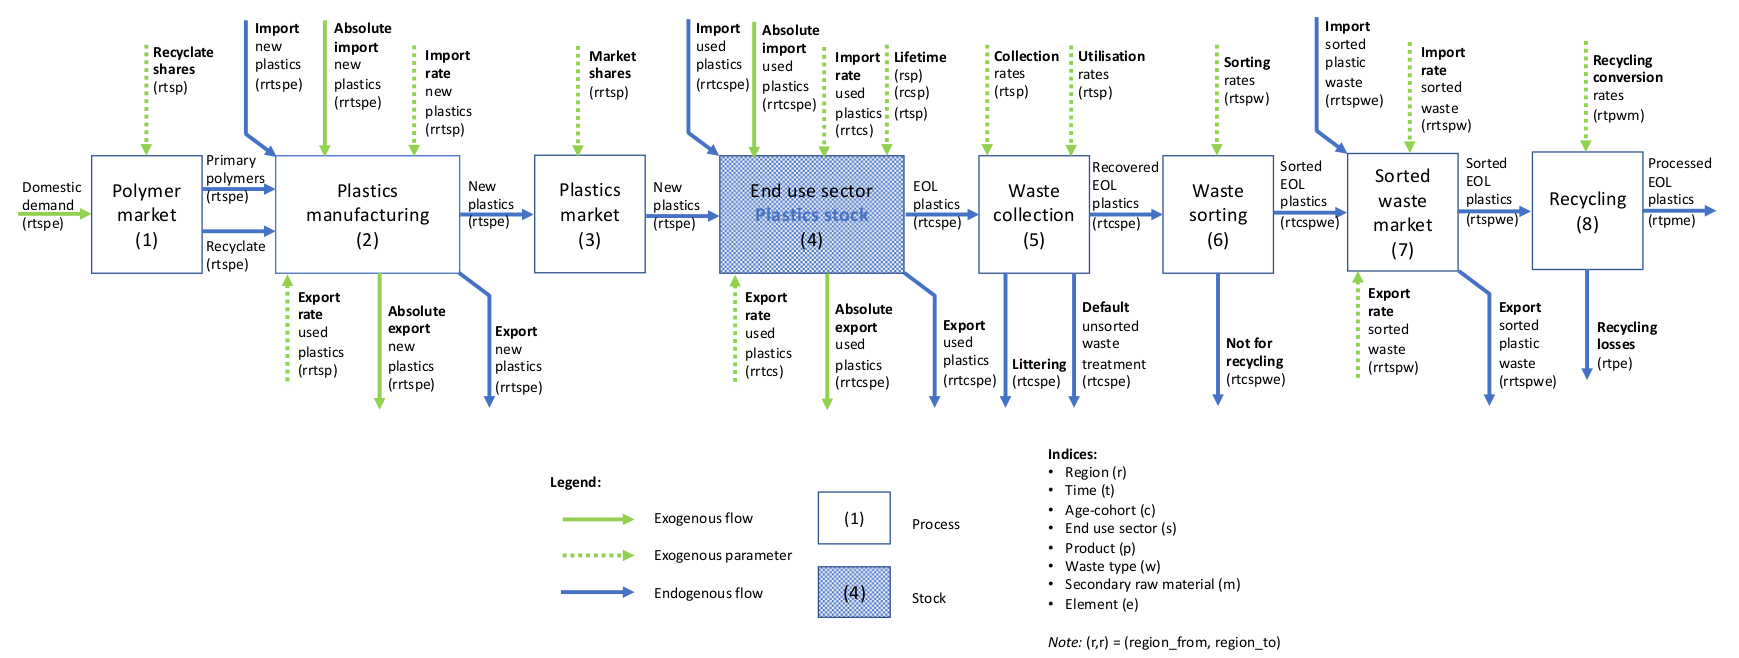 Recyclate
shares
(rtsp)
Import
new
plastics
(rrtspe)
Absolute
import
new
plastics
(rrtspe)
Import
rate
new
plastics
(rrtsp)
Market
shares
(rrtsp)
Import
used
plastics
(rrtcspe)
Absolute
import
used
plastics
(rrtcspe)
Import
rate
used
plastics
(rrtcs)
Lifetime
(rsp)
(rcsp)
(rtsp)
Collection
rates
(rtsp)
Utilisation
rates
(rtsp)
Sorting
rates
(rtspw)
Import
sorted
plastic
waste
(rrtspwe)
Import
rate
sorted
waste
(rrtspw)
Recycling
conversion
rates
(rtpwm)
Domestic
demand
(rtspe)
Polymer
market
(1)
Primary
polymers
(rtspe)
Recyclate
(rtspe)
Plastics
manufacturing
(2)
New
plastics
(rtspe)
Plastics
market
(3)
New
plastics
(rtspe)
End use sector
Plastics stock
(4)
EOL
plastics
(rtcspe)
Waste
collection
(5)
Recovered
EOL
plastics
(rtcspe)
Waste
sorting
(6)
Sorted
EOL
plastics
(rtcspwe)
Sorted
waste
market
(7)
Sorted
EOL
plastics
(rtspwe)
Recycling
(8)
Processed
EOL
plastics
(rtpme)
Export
rate
used
plastics
(rrtsp)
Absolute
export
new
plastics
(rrtspe)
Export
new
plastics
(rrtspe)
Export
rate
used
plastics
(rrtcs)
Absolute
export
used
plastics
(rrtcspe)
Export
used
plastics
(rrtcspe)
Littering
(rtcspe)
Default
unsorted
waste
treatment
(rtcspe)
Not for
recycling
(rtcspwe)
Export
rate
sorted
waste
(rrtspw)
Export
sorted
plastic
waste
(rrtspwe)
Recycling
losses
(rtpe)
Legend:
Exogenous flow
Exogenous parameter
Endogenous flow
(1)
Process
(4)
Stock
Indices:
• Region (r)
• Time (t)
• Age-cohort (c)
• End use sector (s)
• Product (p)
• Waste type (w)
• Secondary raw material (m)
• Element (e)
Note: (r,r) = (region_from, region_to)